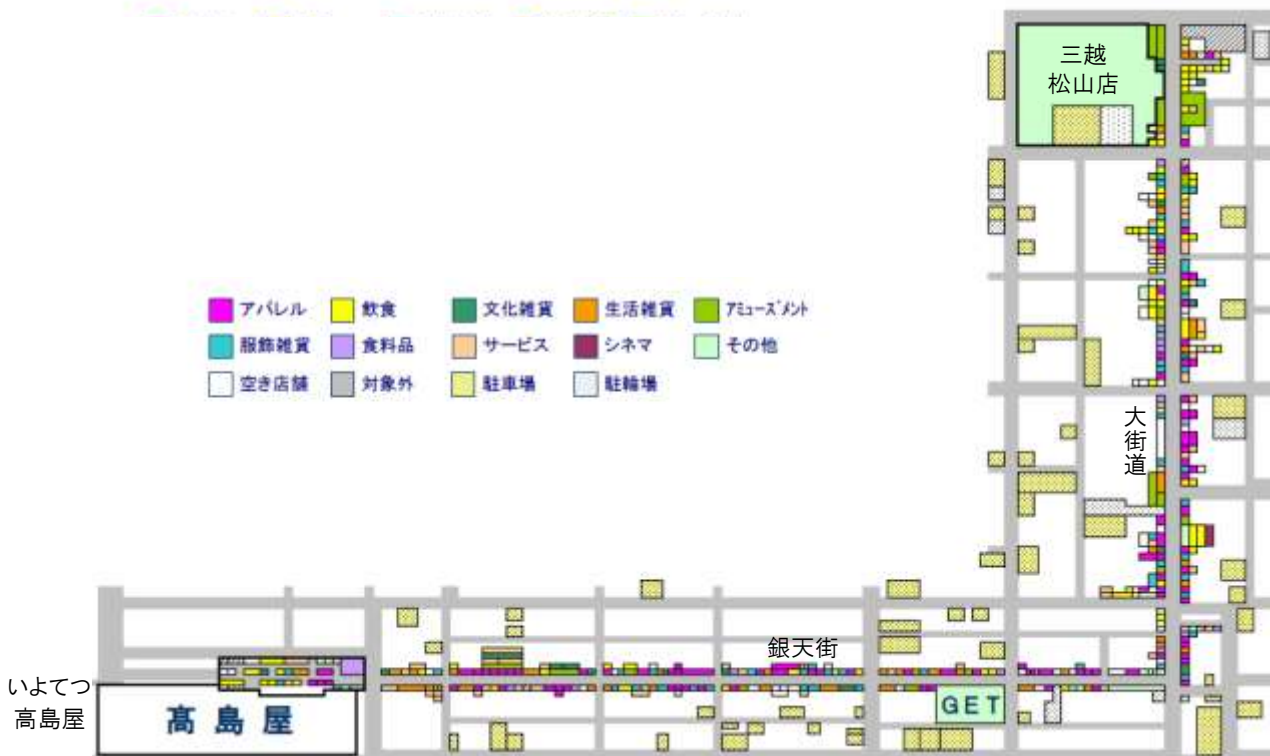 三越
松山店
アパレル
飲食
文化雑貨
生活雑貨
アミューズメント
服飾雑貨
食料品
サービス
シネマ
その他
空き店舗
対象外
駐車場
駐輪場
大街道
銀天街
いよてつ
高島屋
髙島屋
GET